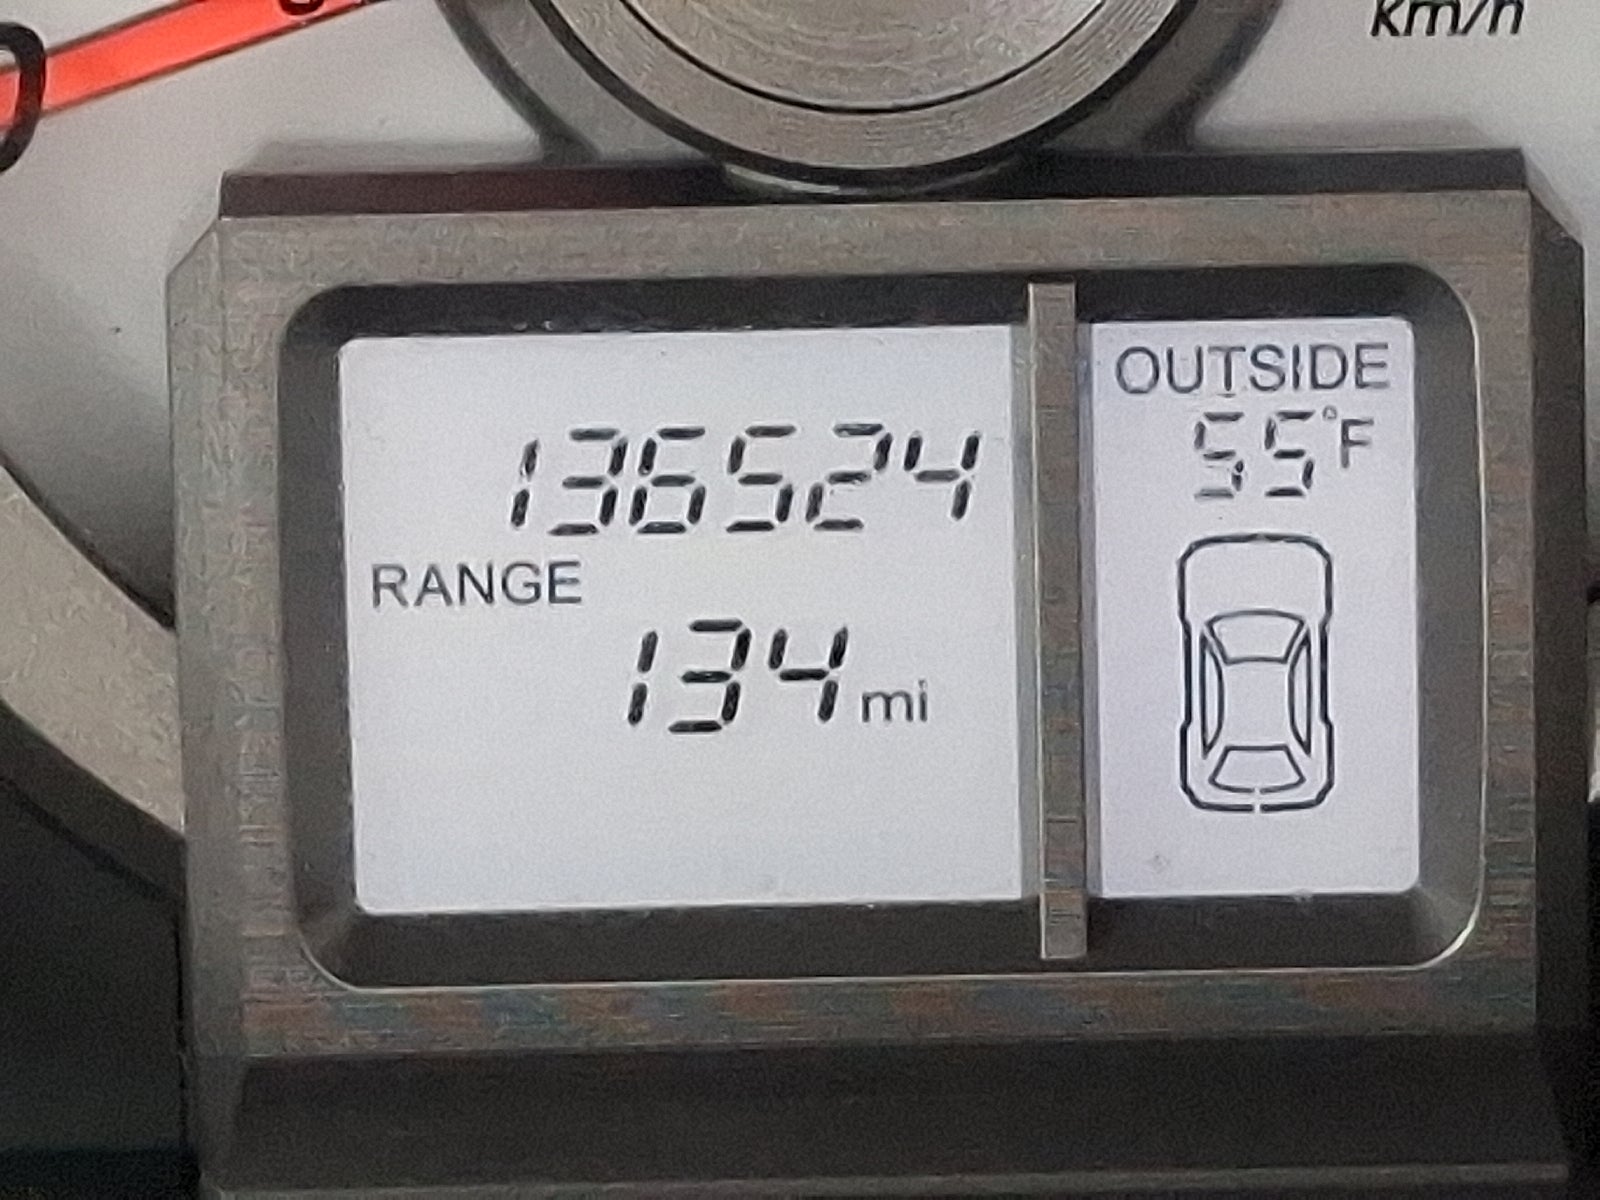 km/h
136524
RANGE
134 mi
OUTSIDE
55°F